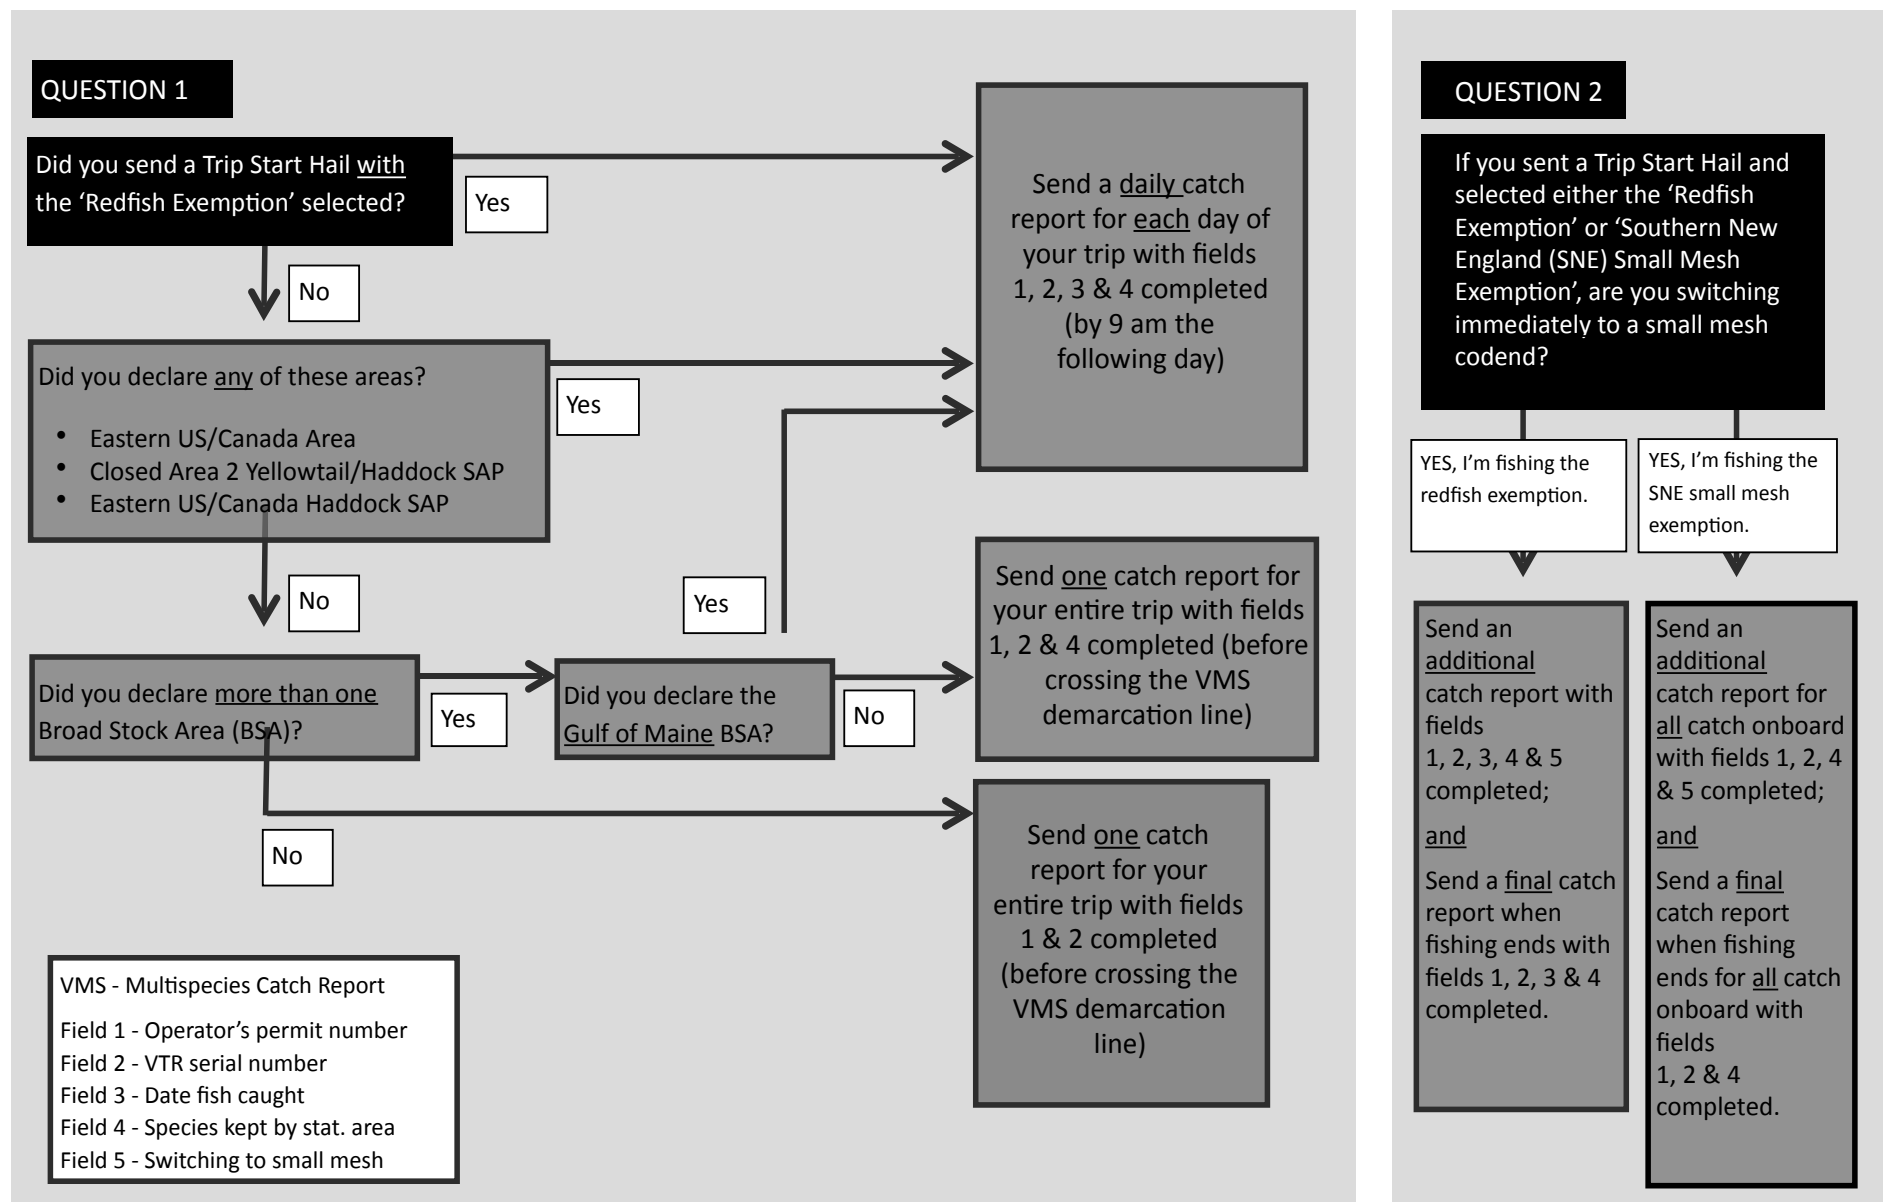 QUESTION 1
Did you send a Trip Start Hail with
the ‘Redfish Exemption’ selected?
Yes
No
Did you declare any of these areas?
• Eastern US/Canada Area
• Closed Area 2 Yellowtail/Haddock SAP
• Eastern US/Canada Haddock SAP
Yes
No
Did you declare more than one
Broad Stock Area (BSA)?
Yes
No
Did you declare the
Gulf of Maine BSA?
Yes
No
Send a daily catch
report for each day of
your trip with fields
1, 2, 3 & 4 completed
(by 9 am the
following day)
Send one catch report for
your entire trip with fields
1, 2 & 4 completed (before
crossing the VMS
demarcation line)
Send one catch
report for your
entire trip with fields
1 & 2 completed
(before crossing the
VMS demarcation
line)
VMS - Multispecies Catch Report
Field 1 - Operator’s permit number
Field 2 - VTR serial number
Field 3 - Date fish caught
Field 4 - Species kept by stat. area
Field 5 - Switching to small mesh
QUESTION 2
If you sent a Trip Start Hail and
selected either the ‘Redfish
Exemption’ or ‘Southern New
England (SNE) Small Mesh
Exemption’, are you switching
immediately to a small mesh
codend?
YES, I’m fishing the
redfish exemption.
YES, I’m fishing the
SNE small mesh
exemption.
Send an
additional
catch report with
fields
1, 2, 3, 4 & 5
completed;
and
Send a final catch
report when
fishing ends with
fields 1, 2, 3 & 4
completed.
Send an
additional
catch report for
all catch onboard
with fields 1, 2, 4
& 5 completed;
and
Send a final
catch report
when fishing
ends for all catch
onboard with
fields
1, 2 & 4
completed.